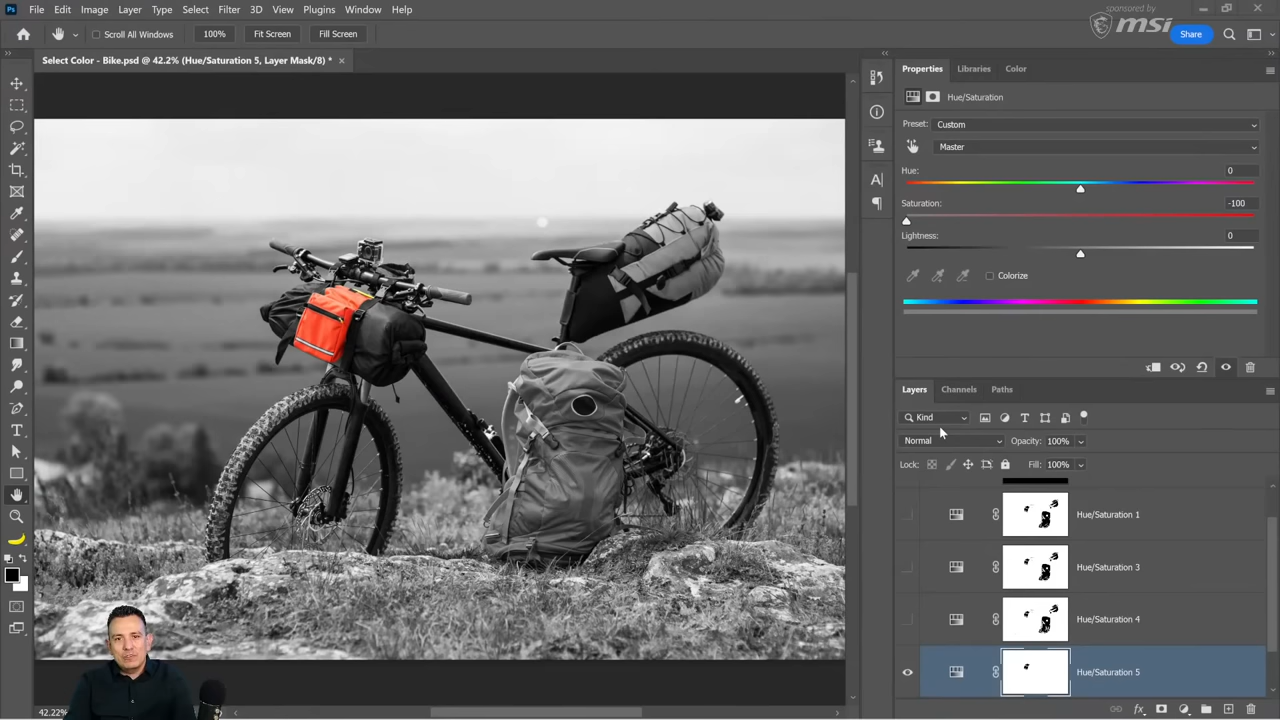 Ps File Edit Image Layer Type Select Filter 3D View Plugins Window Help
sponsored by
msi
Scroll All Windows 100% Fit Screen Fill Screen Share
Select Color - Bike.psd @ 42.2% (Hue/Saturation 5, Layer Mask/8) * ×
Properties Libraries Color
Hue/Saturation
Preset: Custom
Master
Hue: 0
Saturation: -100
Lightness: 0
Colorize
Layers Channels Paths
Kind
Normal Opacity: 100%
Lock: Fill: 100%
Hue/Saturation 1
Hue/Saturation 3
Hue/Saturation 4
Hue/Saturation 5
42.22%